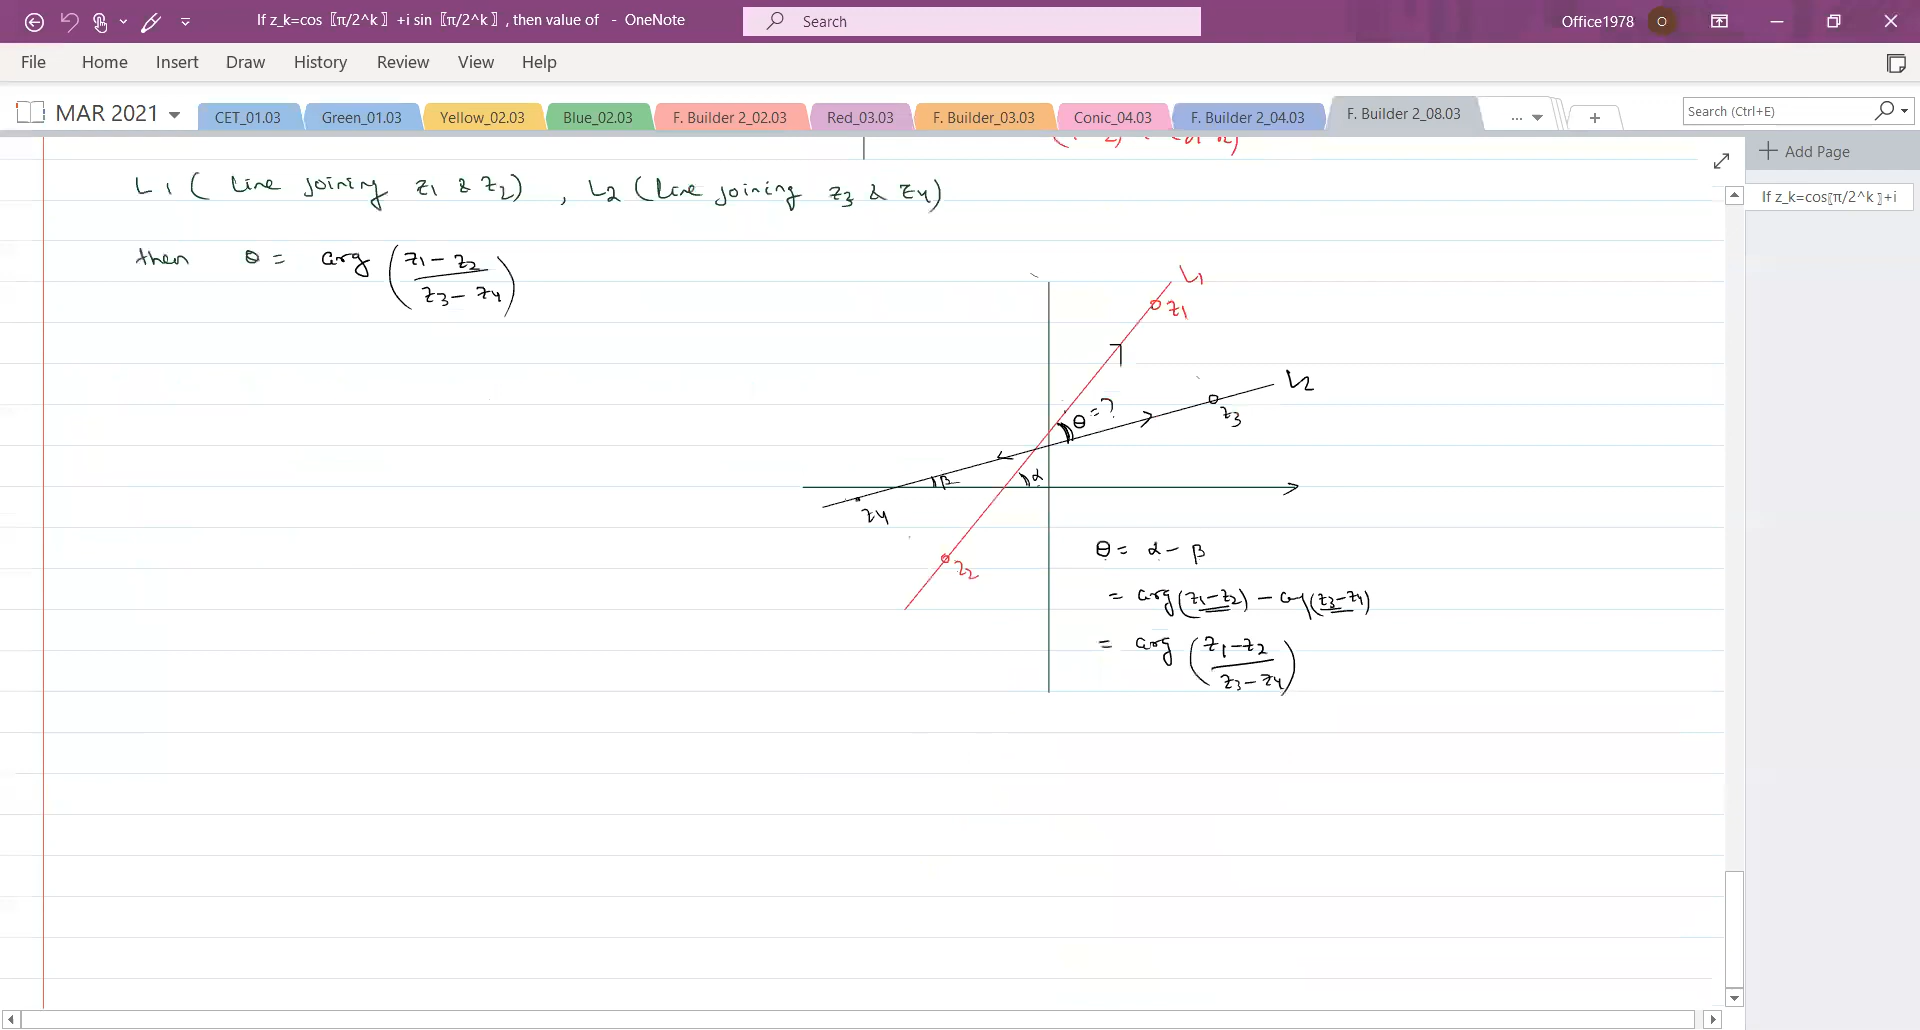 If z_k=cos〖π/2^k 〗+i sin〖π/2^k 〗, then value of - OneNote
Search
Office1978
O
File Home Insert Draw History Review View Help
MAR 2021
CET_01.03 Green_01.03 Yellow_02.03 Blue_02.03 F. Builder 2_02.03 Red_03.03 F. Builder_03.03 Conic_04.03 F. Builder 2_04.03 F. Builder 2_08.03 ... +
Search (Ctrl+E)
Add Page
If z_k=cos〖π/2^k 〗+i
L1 ( Line joining z1 & z2) , L2 (Line joining z3 & z4)
then θ = arg (z1 - z2 / z3 - z4)
L1
z1
L2
z3
θ=?
β
α
z4
z2
θ = α - β
= arg(z1-z2) - arg(z3-z4)
= arg (z1-z2 / z3-z4)